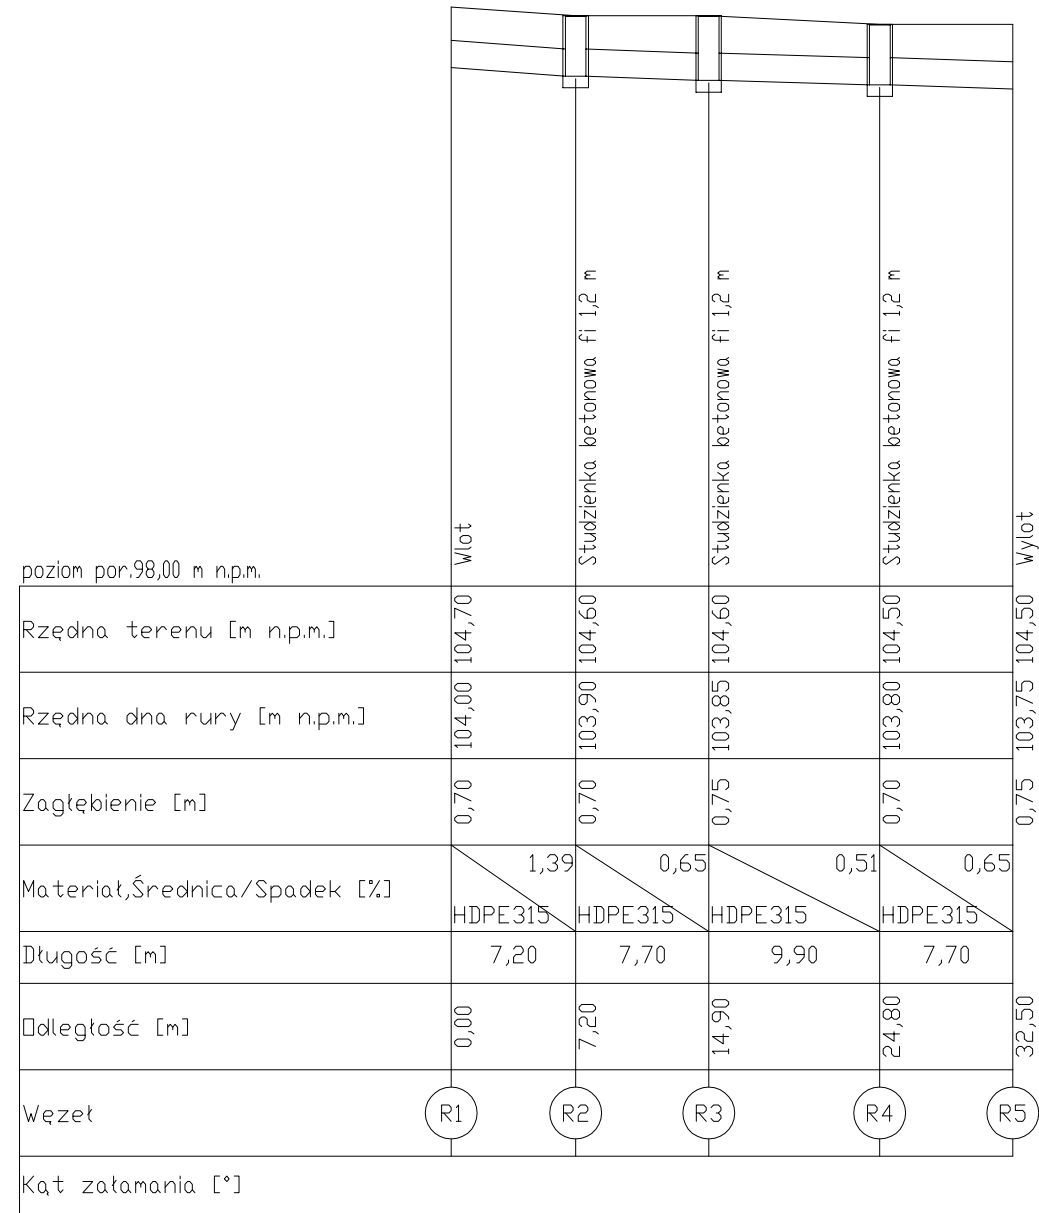 Wlot
Studzienka betonowa fi 1,2 m
Studzienka betonowa fi 1,2 m
Studzienka betonowa fi 1,2 m
Wylot
poziom por.98,00 m n.p.m.
Rzędna terenu [m n.p.m.] 104,70 104,60 104,60 104,50 104,50
Rzędna dna rury [m n.p.m.] 104,00 103,90 103,85 103,80 103,75
Zagłębienie [m] 0,70 0,70 0,75 0,70 0,75
1,39 0,65 0,51 0,65
Materiał,Średnica/Spadek [%]
HDPE315 HDPE315 HDPE315 HDPE315
Długość [m] 7,20 7,70 9,90 7,70
Odległość [m] 0,00 7,20 14,90 24,80 32,50
Węzeł R1 R2 R3 R4 R5
Kąt załamania [°]